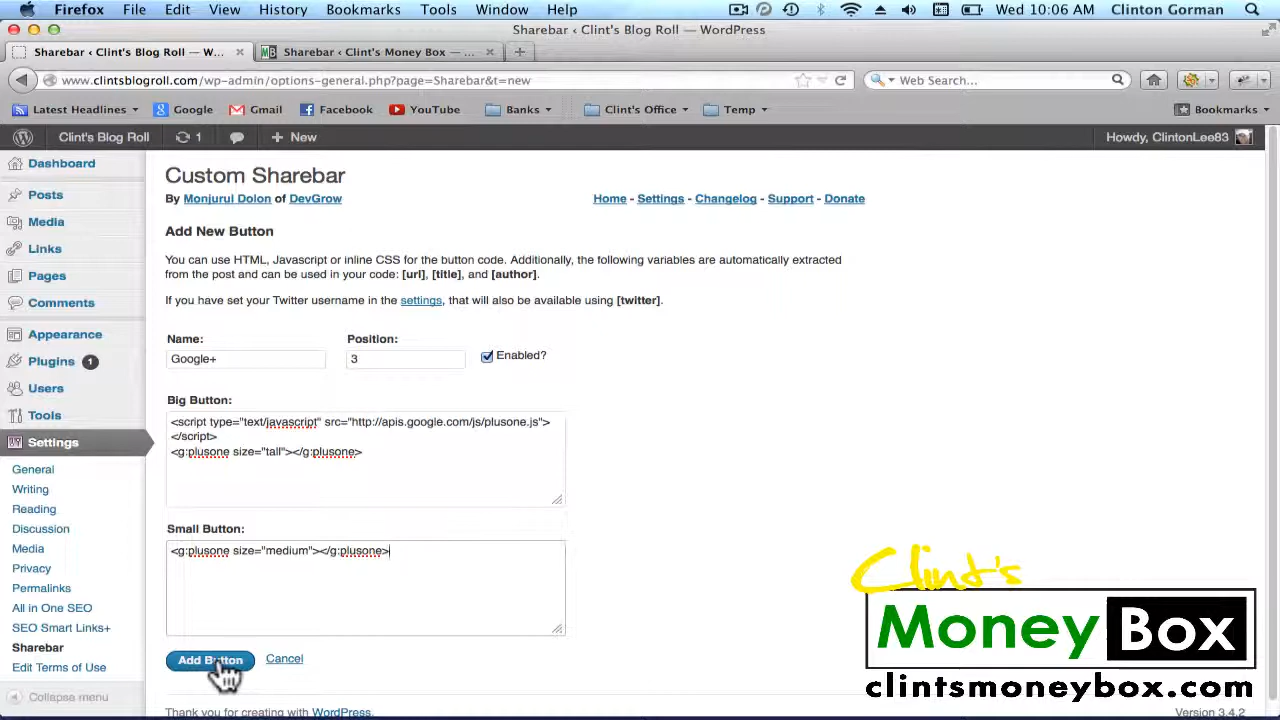 Firefox File Edit View History Bookmarks Tools Window Help Wed 10:06 AM Clinton Gorman
Sharebar ‹ Clint's Blog Roll — WordPress
Sharebar ‹ Clint's Blog Roll — W... Sharebar ‹ Clint's Money Box — ...
www.clintsblogroll.com/wp-admin/options-general.php?page=Sharebar&t=new Web Search...
Latest Headlines Google Gmail Facebook YouTube Banks Clint's Office Temp Bookmarks
Clint's Blog Roll 1 + New Howdy, ClintonLee83
Dashboard
Posts
Media
Links
Pages
Comments
Appearance
Plugins 1
Users
Tools
Settings
General
Writing
Reading
Discussion
Media
Privacy
Permalinks
All in One SEO
SEO Smart Links+
Sharebar
Edit Terms of Use
Collapse menu
Custom Sharebar
By Monjurul Dolon of DevGrow Home - Settings - Changelog - Support - Donate
Add New Button
You can use HTML, Javascript or inline CSS for the button code. Additionally, the following variables are automatically extracted
from the post and can be used in your code: [url], [title], and [author].
If you have set your Twitter username in the settings, that will also be available using [twitter].
Name: Position:
Google+ 3 Enabled?
Big Button:
<script type="text/javascript" src="http://apis.google.com/js/plusone.js">
</script>
<g:plusone size="tall"></g:plusone>
Small Button:
<g:plusone size="medium"></g:plusone>
Add Button Cancel
Thank you for creating with WordPress. Version 3.4.2
Clint's
Money Box
clintsmoneybox.com